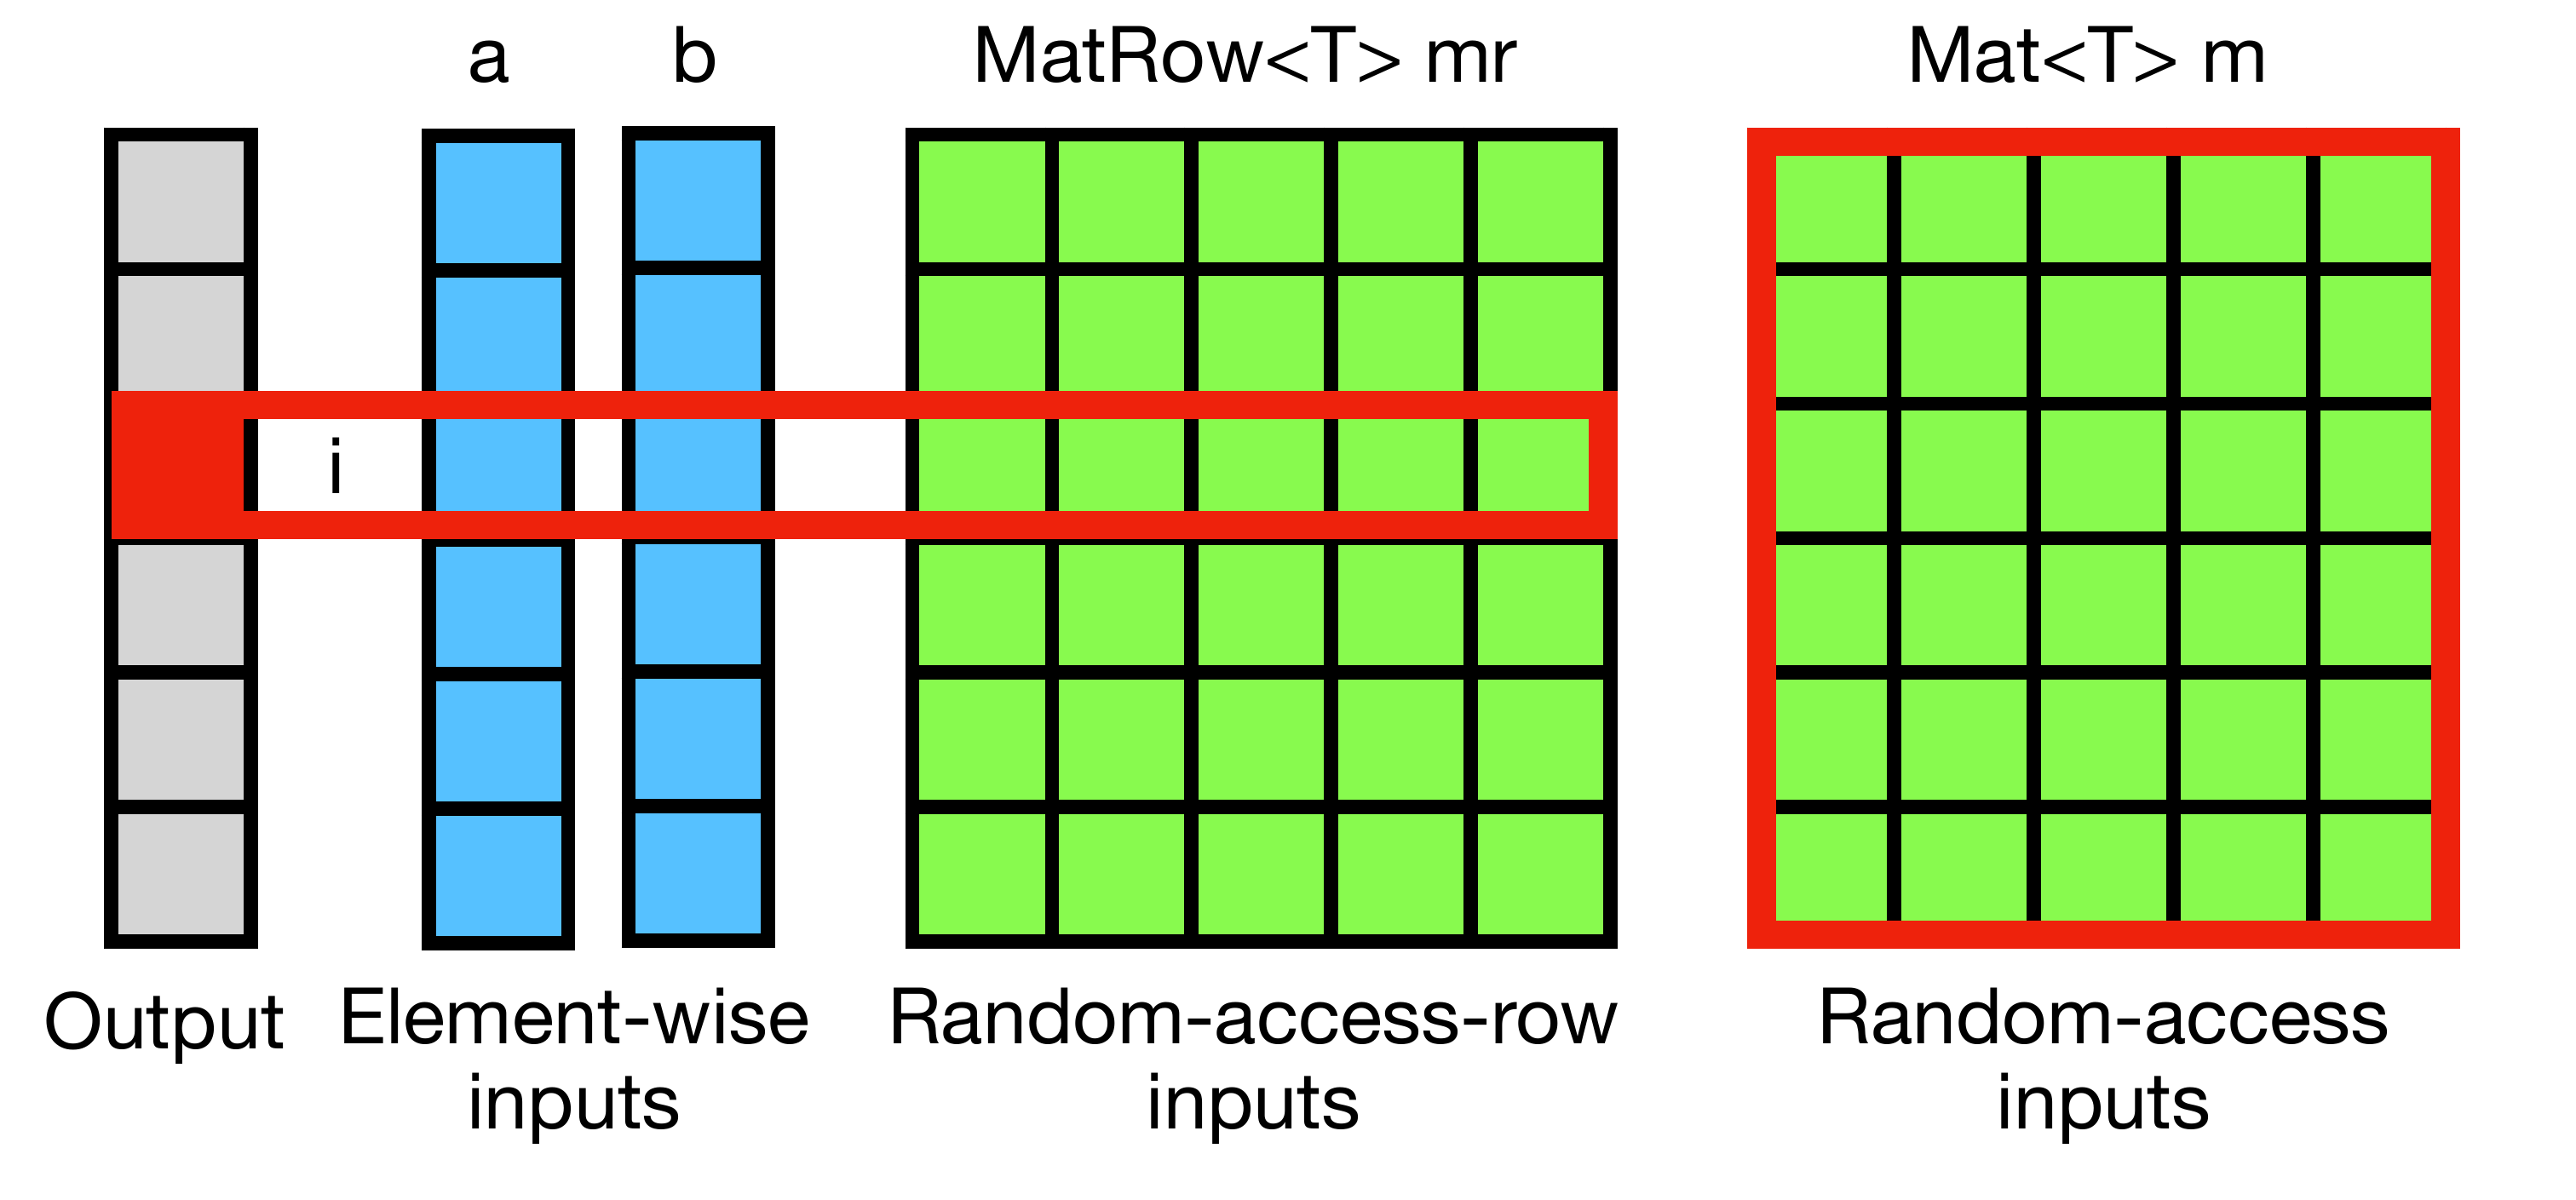 a
b
MatRow<T> mr
Mat<T> m
i
Output
Element-wise
inputs
Random-access-row
inputs
Random-access
inputs